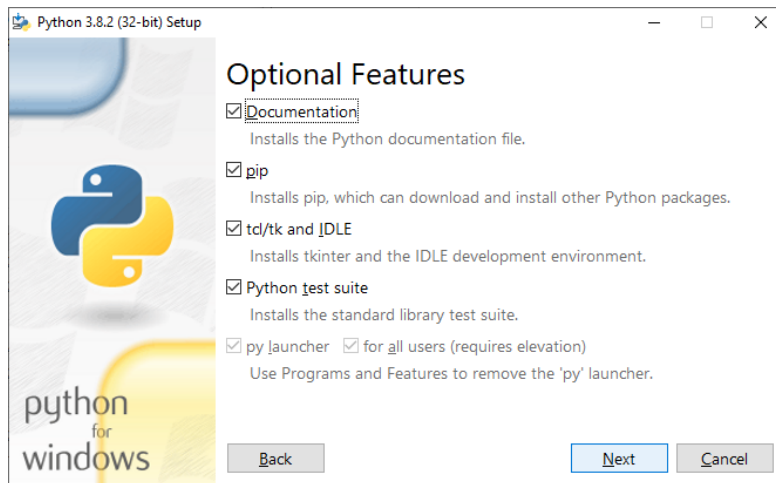 Python 3.8.2 (32-bit) Setup
Optional Features
Documentation
Installs the Python documentation file.
pip
Installs pip, which can download and install other Python packages.
tcl/tk and IDLE
Installs tkinter and the IDLE development environment.
Python test suite
Installs the standard library test suite.
py launcher for all users (requires elevation)
Use Programs and Features to remove the 'py' launcher.
python
for
windows
Back Next Cancel